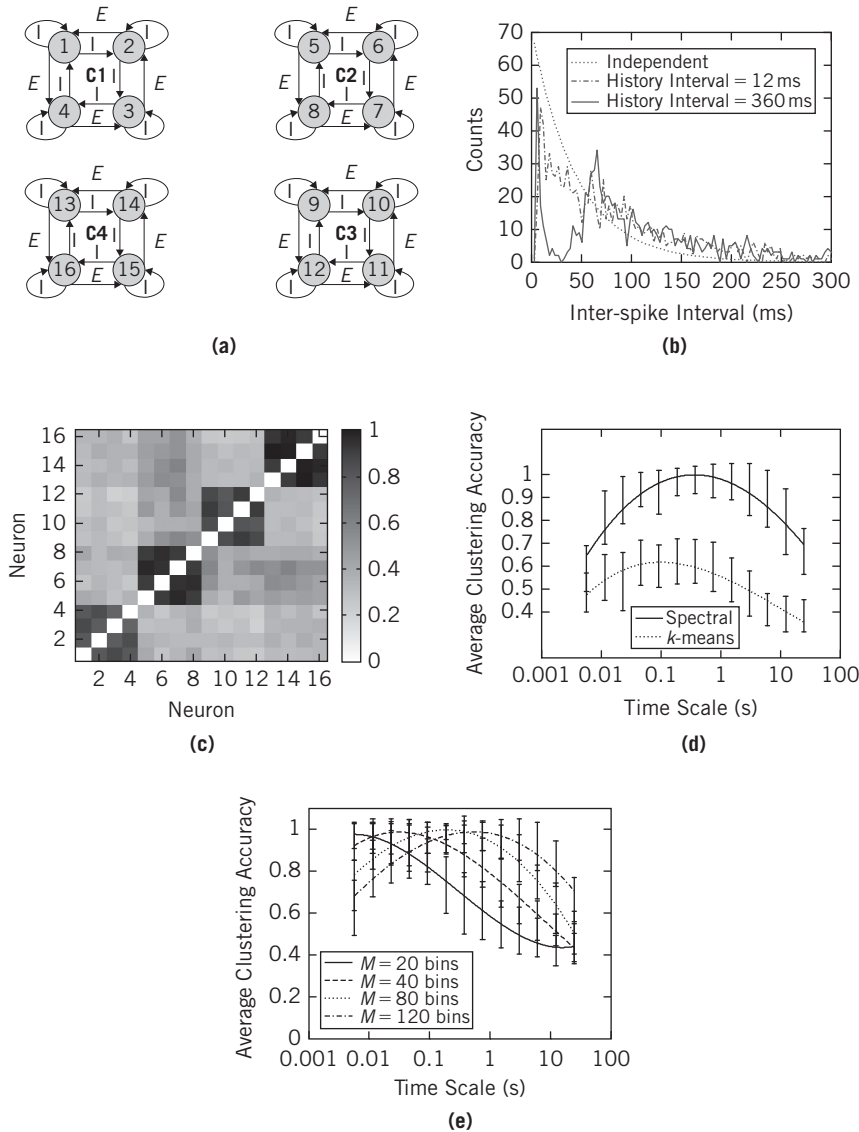 E
E
I
1
I
2
I
I
5
I
6
I
E
I
C1
I
E
E
I
C2
I
E
I
I
I
4
E
3
I
I
8
E
7
I
E
E
I
13
I
14
I
I
9
I
10
I
E
I
C4
I
E
E
I
C3
I
E
I
I
I
16
E
15
I
I
12
E
11
I
(a)
70
60
50
40
30
20
10
0
Counts
Independent
History Interval = 12 ms
History Interval = 360 ms
0 50 100 150 200 250 300
Inter-spike Interval (ms)
(b)
16
14
12
10
8
6
4
2
Neuron
2 4 6 8 10 12 14 16
Neuron
1
0.8
0.6
0.4
0.2
0
(c)
1
0.9
0.8
0.7
0.6
0.5
0.4
Average Clustering Accuracy
Spectral
k-means
0.001 0.01 0.1 1 10 100
Time Scale (s)
(d)
1
0.8
0.6
0.4
0.2
0
Average Clustering Accuracy
M = 20 bins
M = 40 bins
M = 80 bins
M = 120 bins
0.001 0.01 0.1 1 10 100
Time Scale (s)
(e)